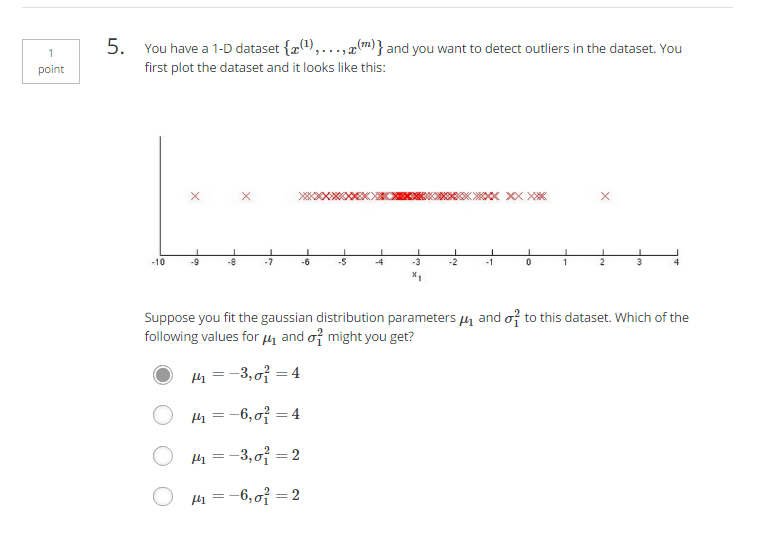 1
point
5. You have a 1-D dataset {x^(1), . . . , x^(m)} and you want to detect outliers in the dataset. You
first plot the dataset and it looks like this:
-10 -9 -8 -7 -6 -5 -4 -3 -2 -1 0 1 2 3 4
x1
Suppose you fit the gaussian distribution parameters μ₁ and σ₁² to this dataset. Which of the
following values for μ₁ and σ₁² might you get?
μ₁ = −3, σ₁² = 4
μ₁ = −6, σ₁² = 4
μ₁ = −3, σ₁² = 2
μ₁ = −6, σ₁² = 2